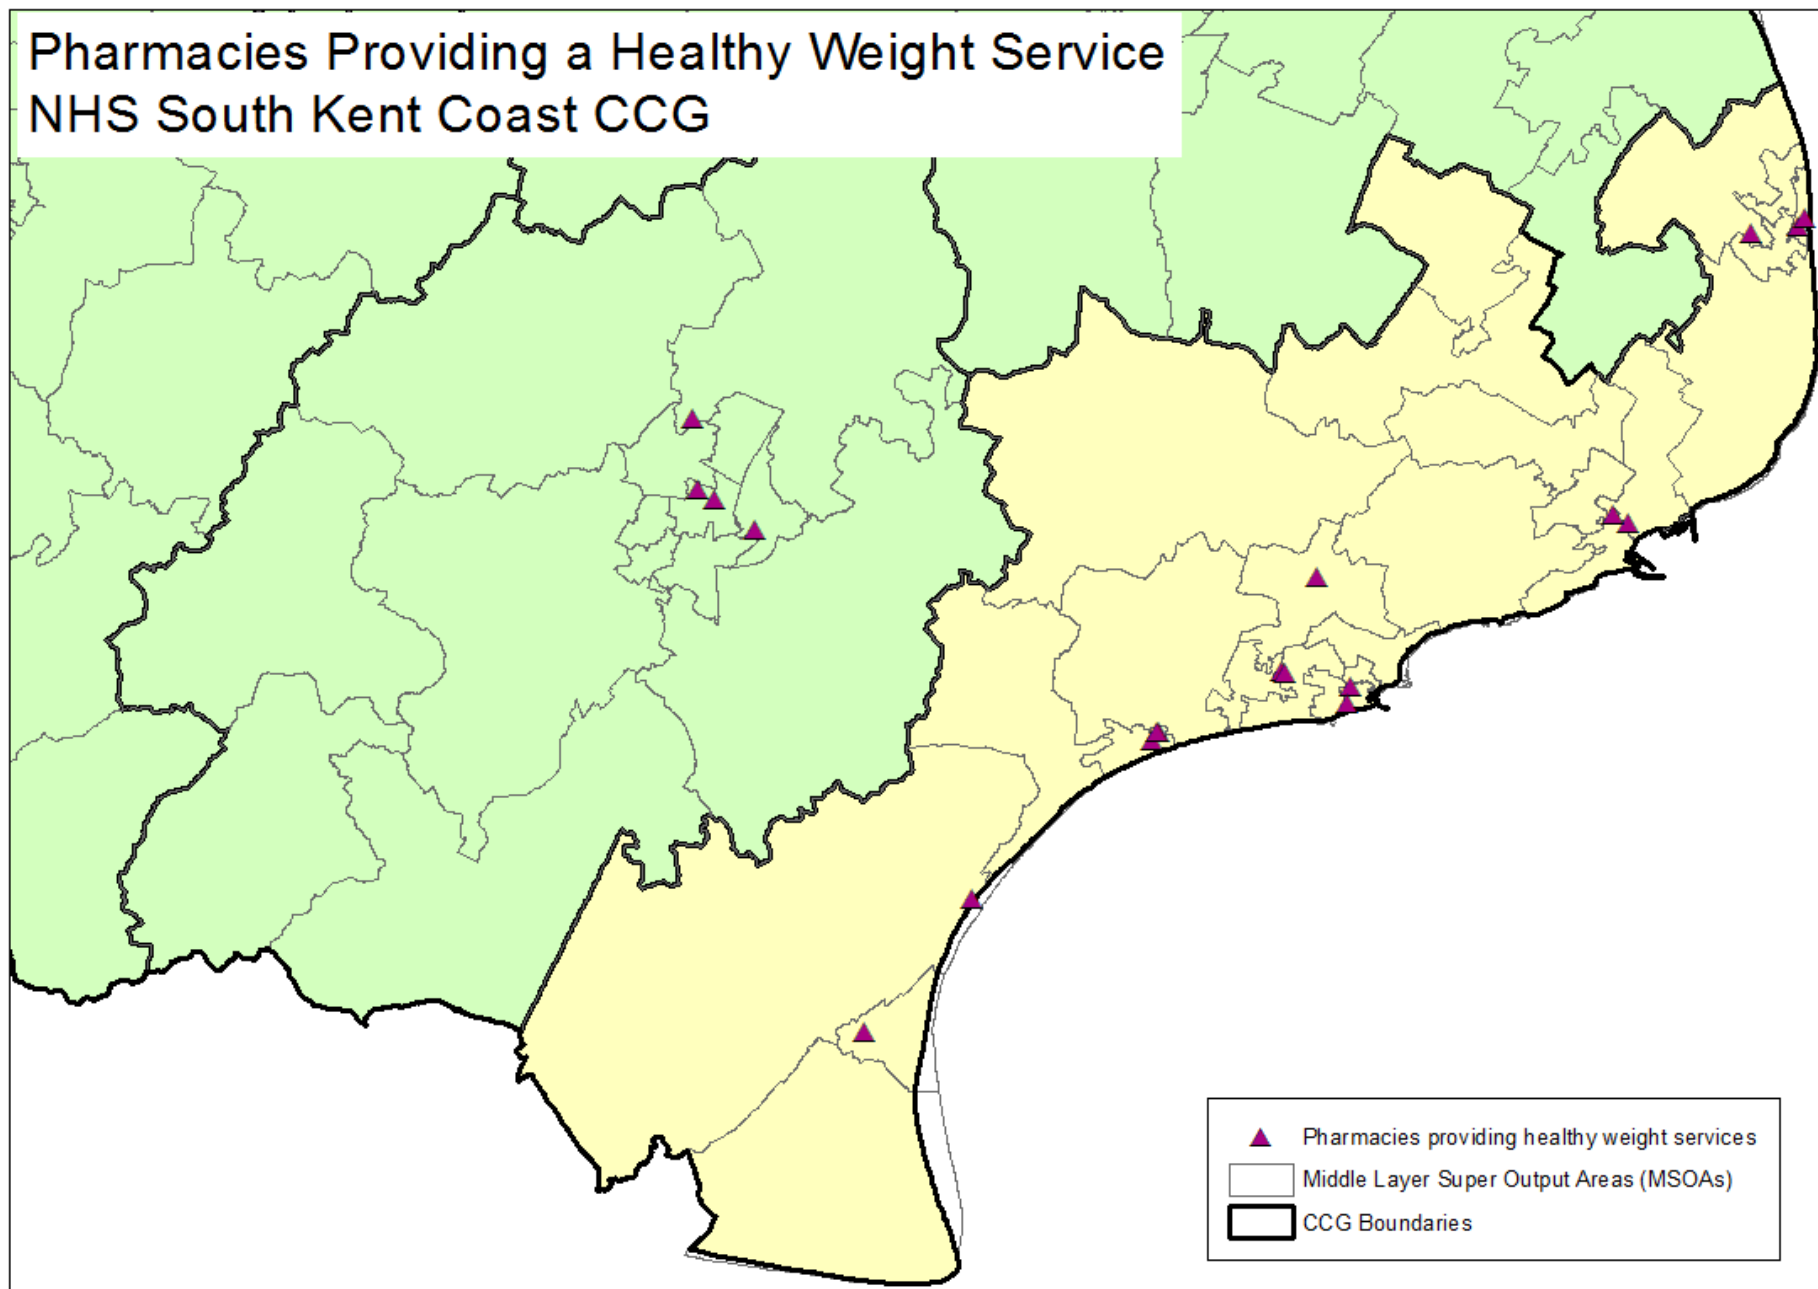 Pharmacies Providing a Healthy Weight Service
NHS South Kent Coast CCG
Pharmacies providing healthy weight services
Middle Layer Super Output Areas (MSOAs)
CCG Boundaries